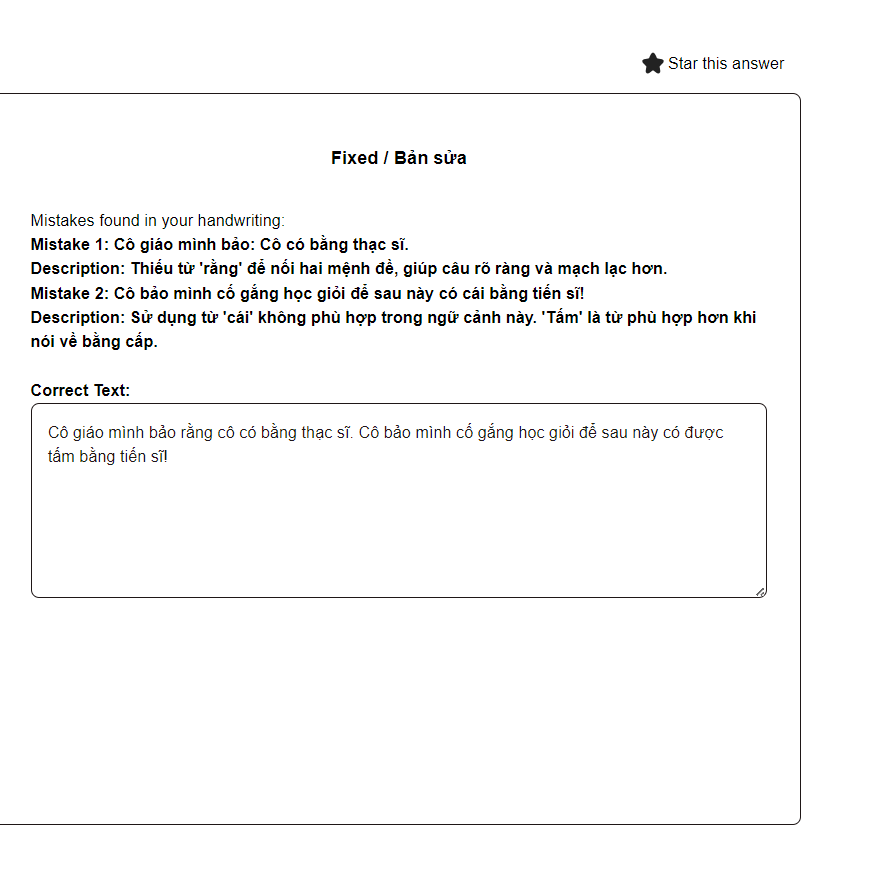 Star this answer
Fixed / Bản sửa
Mistakes found in your handwriting:
Mistake 1: Cô giáo mình bảo: Cô có bằng thạc sĩ.
Description: Thiếu từ 'rằng' để nối hai mệnh đề, giúp câu rõ ràng và mạch lạc hơn.
Mistake 2: Cô bảo mình cố gắng học giỏi để sau này có cái bằng tiến sĩ!
Description: Sử dụng từ 'cái' không phù hợp trong ngữ cảnh này. 'Tấm' là từ phù hợp hơn khi
nói về bằng cấp.
Correct Text:
Cô giáo mình bảo rằng cô có bằng thạc sĩ. Cô bảo mình cố gắng học giỏi để sau này có được
tấm bằng tiến sĩ!